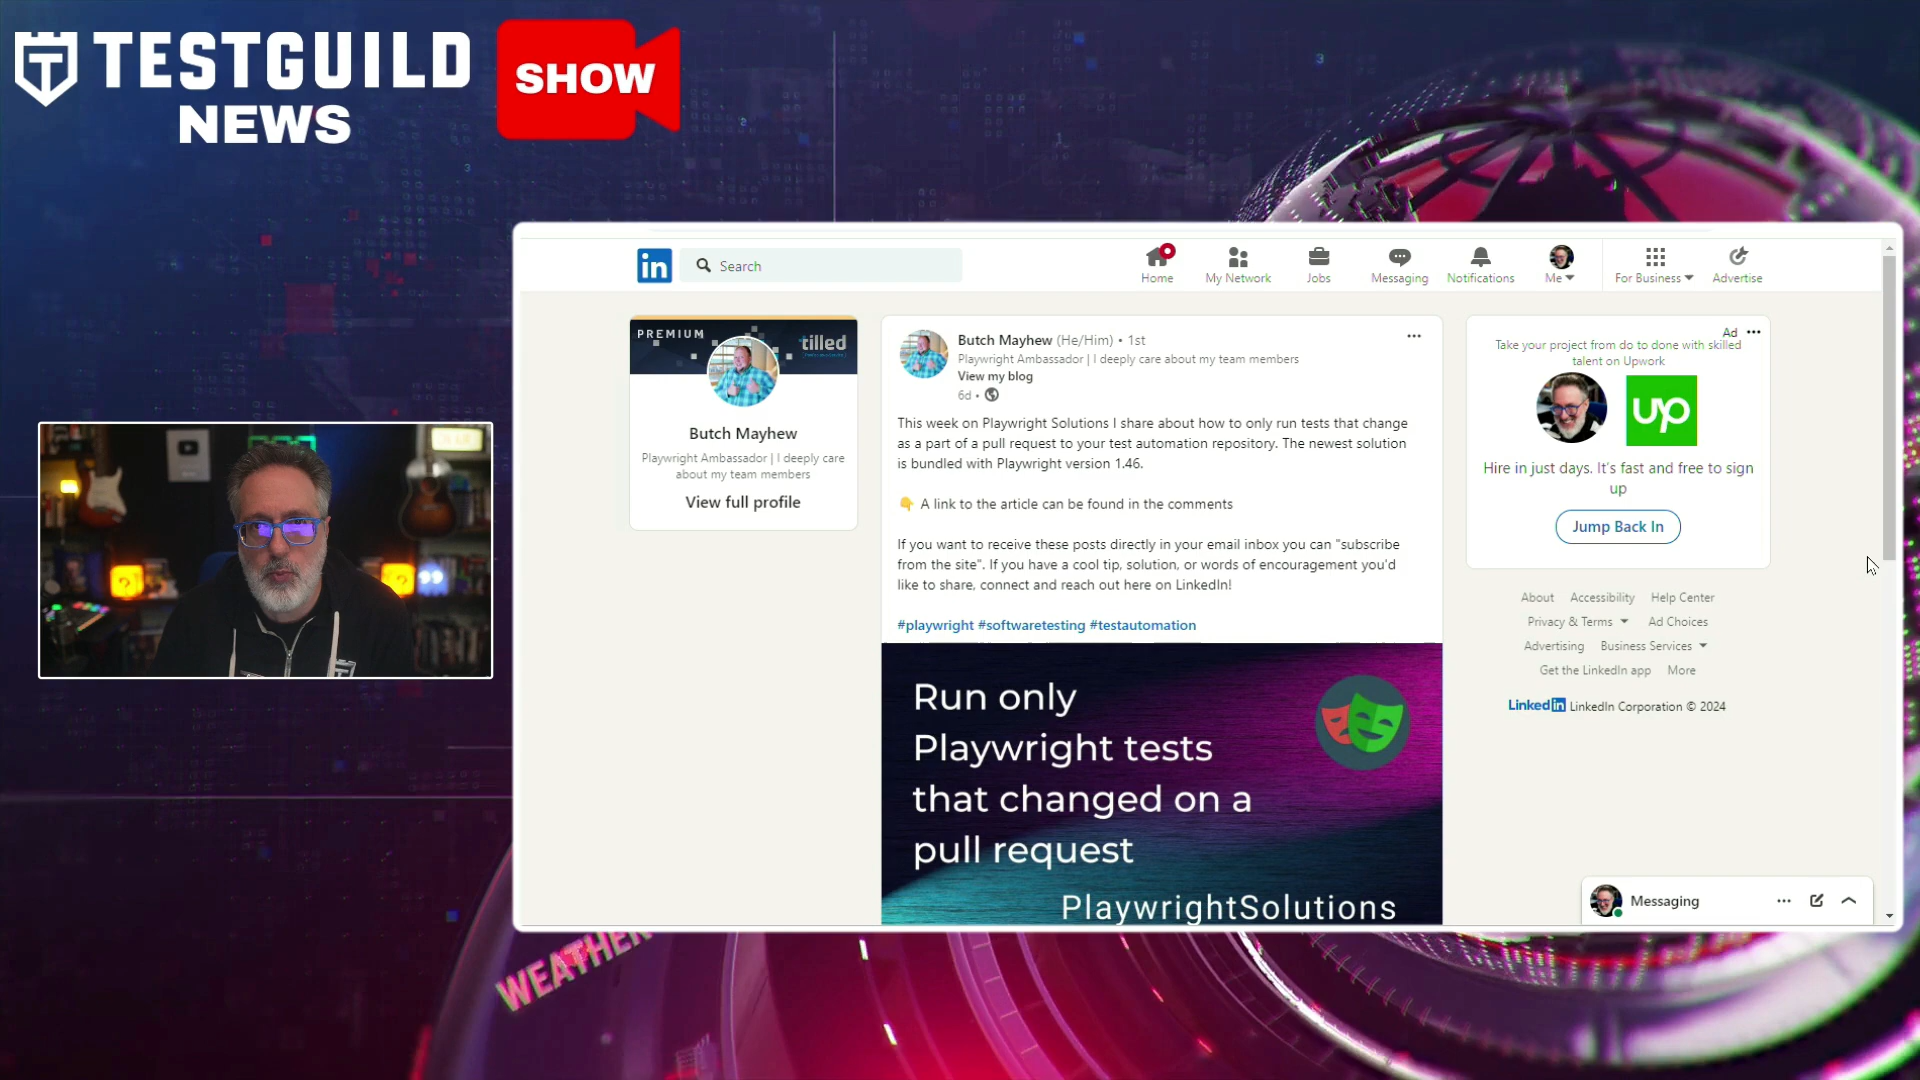 TESTGUILD
NEWS
SHOW
Search
Home
My Network
Jobs
Messaging
Notifications
Me
For Business
Advertise
PREMIUM
tilled
Butch Mayhew
Playwright Ambassador | I deeply care
about my team members
View full profile
Butch Mayhew (He/Him) • 1st
Playwright Ambassador | I deeply care about my team members
View my blog
6d •
This week on Playwright Solutions I share about how to only run tests that change
as a part of a pull request to your test automation repository. The newest solution
is bundled with Playwright version 1.46.
👇 A link to the article can be found in the comments
If you want to receive these posts directly in your email inbox you can "subscribe
from the site". If you have a cool tip, solution, or words of encouragement you'd
like to share, connect and reach out here on LinkedIn!
#playwright #softwaretesting #testautomation
Run only
Playwright tests
that changed on a
pull request
PlaywrightSolutions
Ad
Take your project from do to done with skilled
talent on Upwork
up
Hire in just days. It's fast and free to sign
up
Jump Back In
About Accessibility Help Center
Privacy & Terms Ad Choices
Advertising Business Services
Get the LinkedIn app More
LinkedIn LinkedIn Corporation © 2024
Messaging
WEATHER